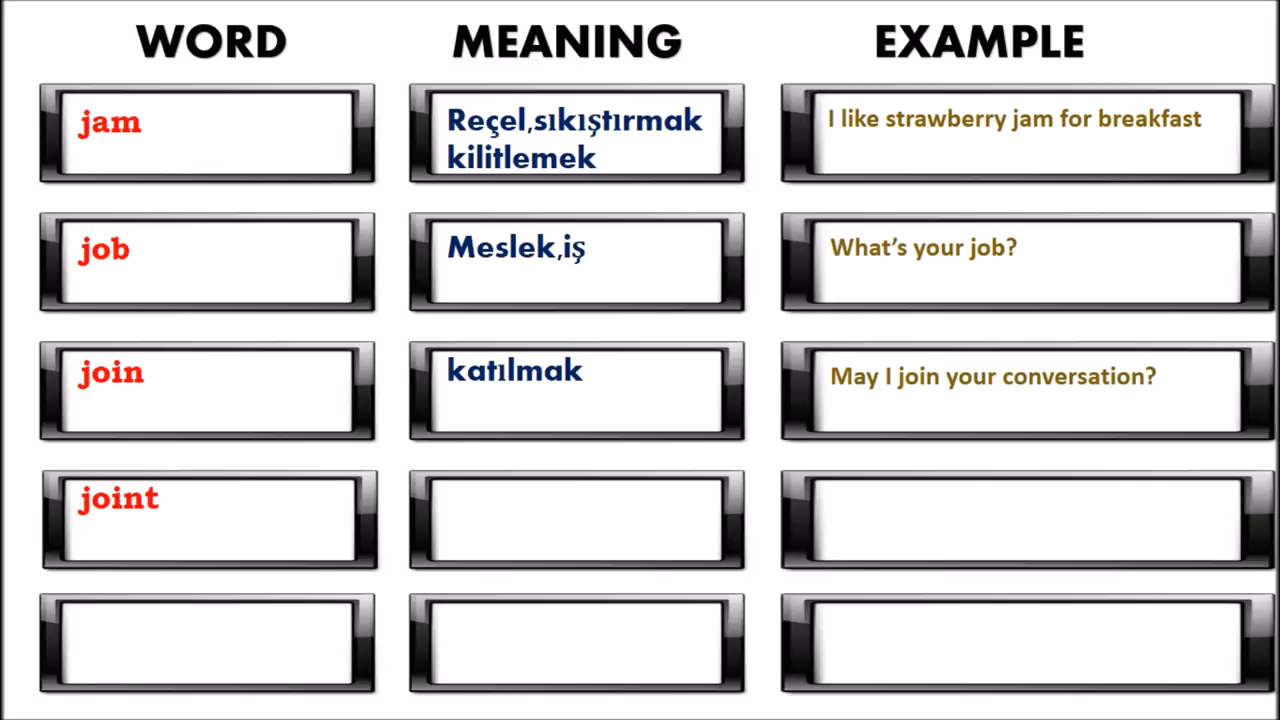 WORD MEANING EXAMPLE
jam
Reçel,sıkıştırmak
kilitlemek
I like strawberry jam for breakfast
job
Meslek,iş
What's your job?
join
katılmak
May I join your conversation?
joint